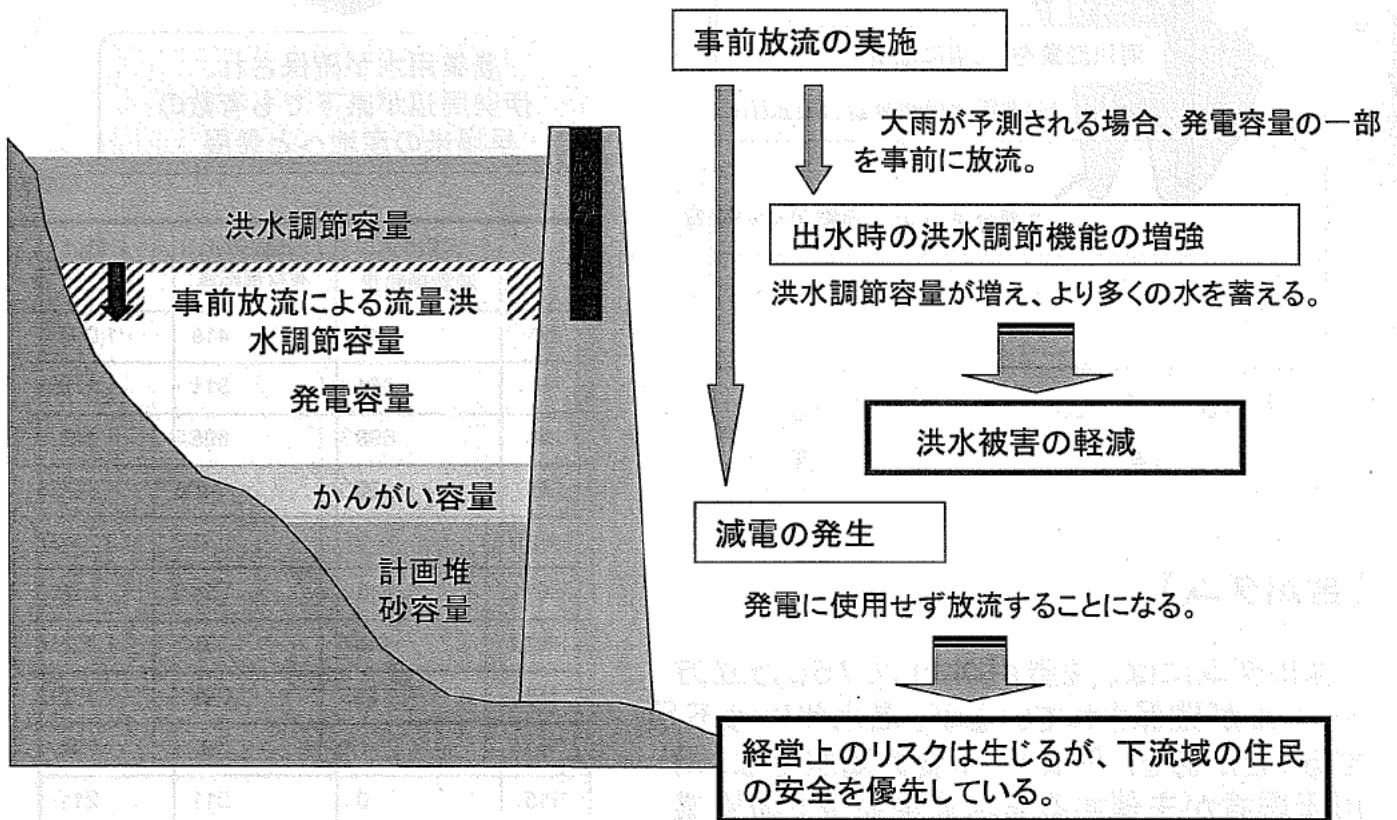 事前放流の実施
大雨が予測される場合、発電容量の一部
を事前に放流。
出水時の洪水調節機能の増強
洪水調節容量が増え、より多くの水を蓄える。
洪水被害の軽減
減電の発生
発電に使用せず放流することになる。
経営上のリスクは生じるが、下流域の住民
の安全を優先している。
洪水調節容量
事前放流による流量洪
水調節容量
発電容量
かんがい容量
計画堆
砂容量